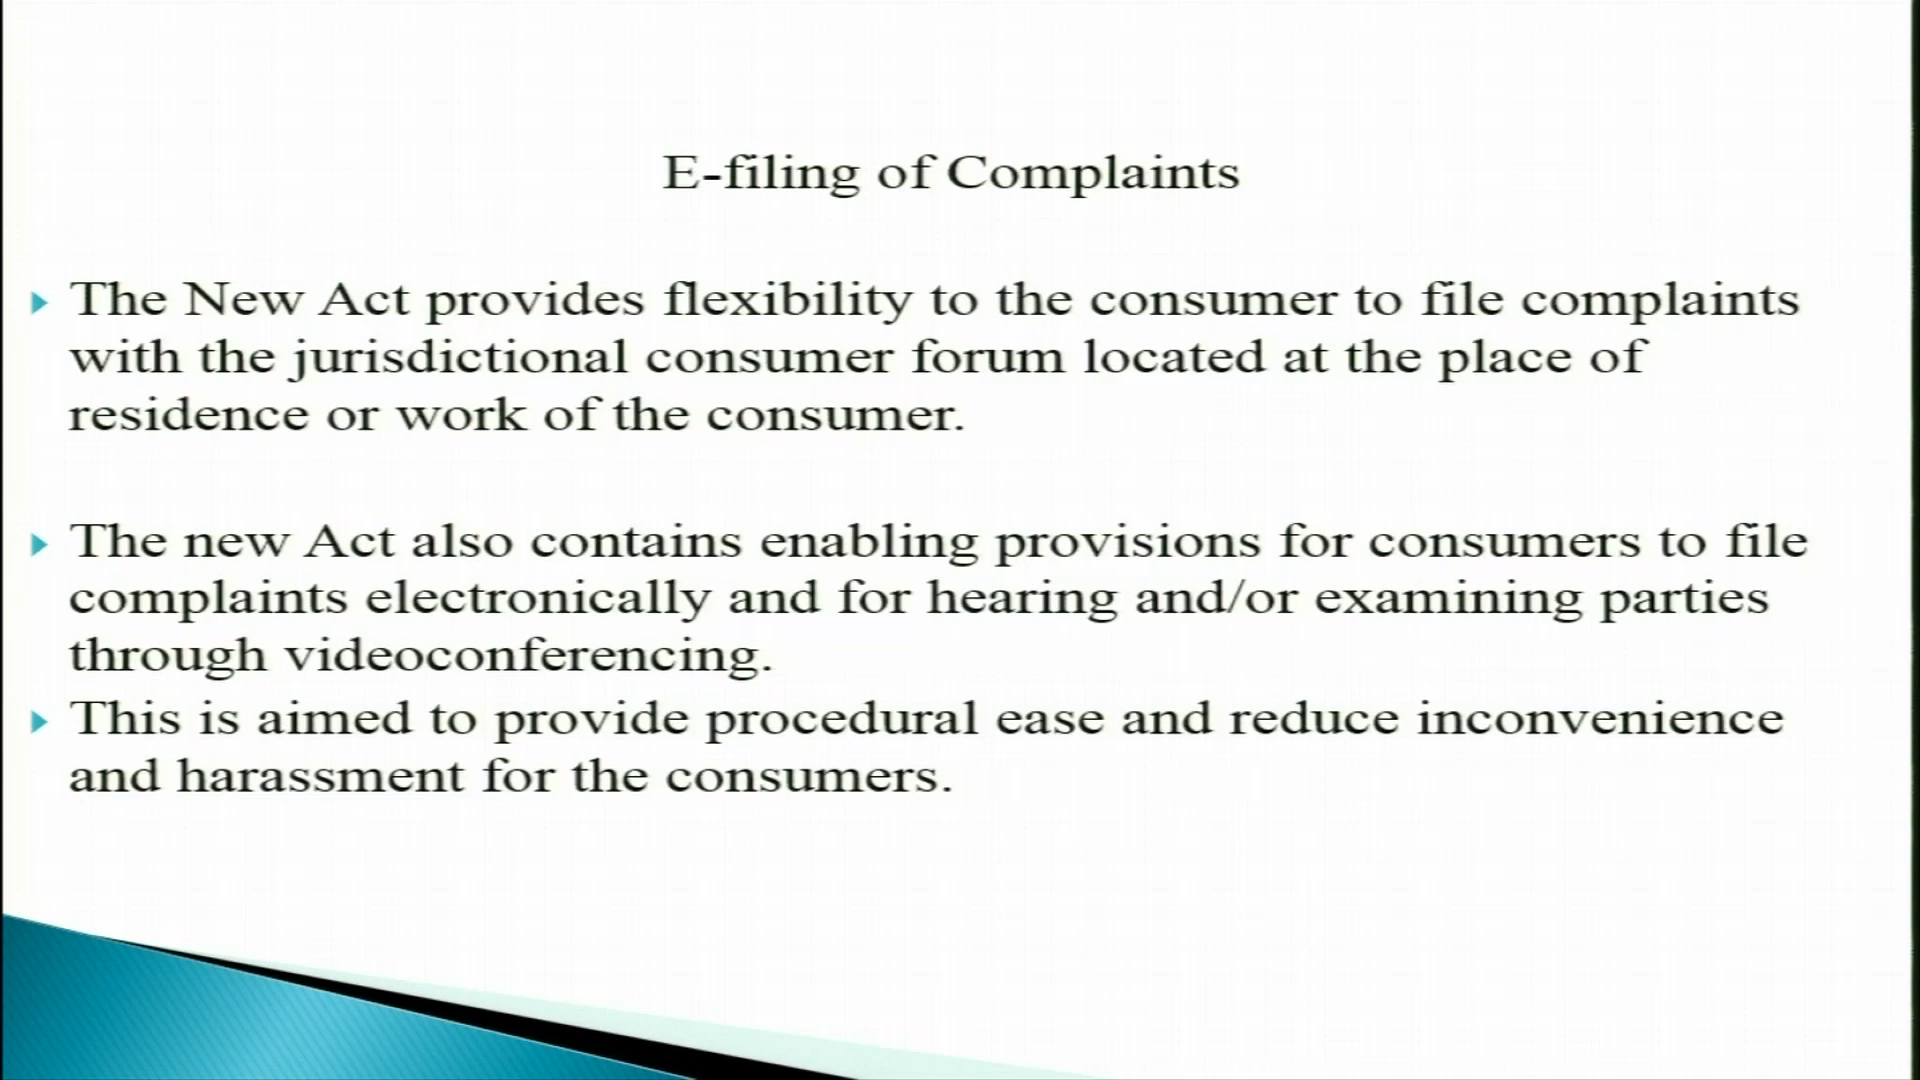 E-filing of Complaints
The New Act provides flexibility to the consumer to file complaints
with the jurisdictional consumer forum located at the place of
residence or work of the consumer.
The new Act also contains enabling provisions for consumers to file
complaints electronically and for hearing and/or examining parties
through videoconferencing.
This is aimed to provide procedural ease and reduce inconvenience
and harassment for the consumers.